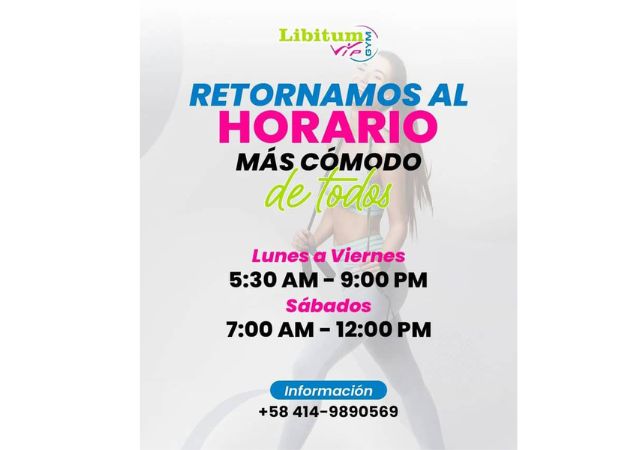 Libitum
VIP GYM
RETORNAMOS AL
HORARIO
MÁS CÓMODO
de todos
Lunes a Viernes
5:30 AM - 9:00 PM
Sábados
7:00 AM - 12:00 PM
Información
+58 414-9890569